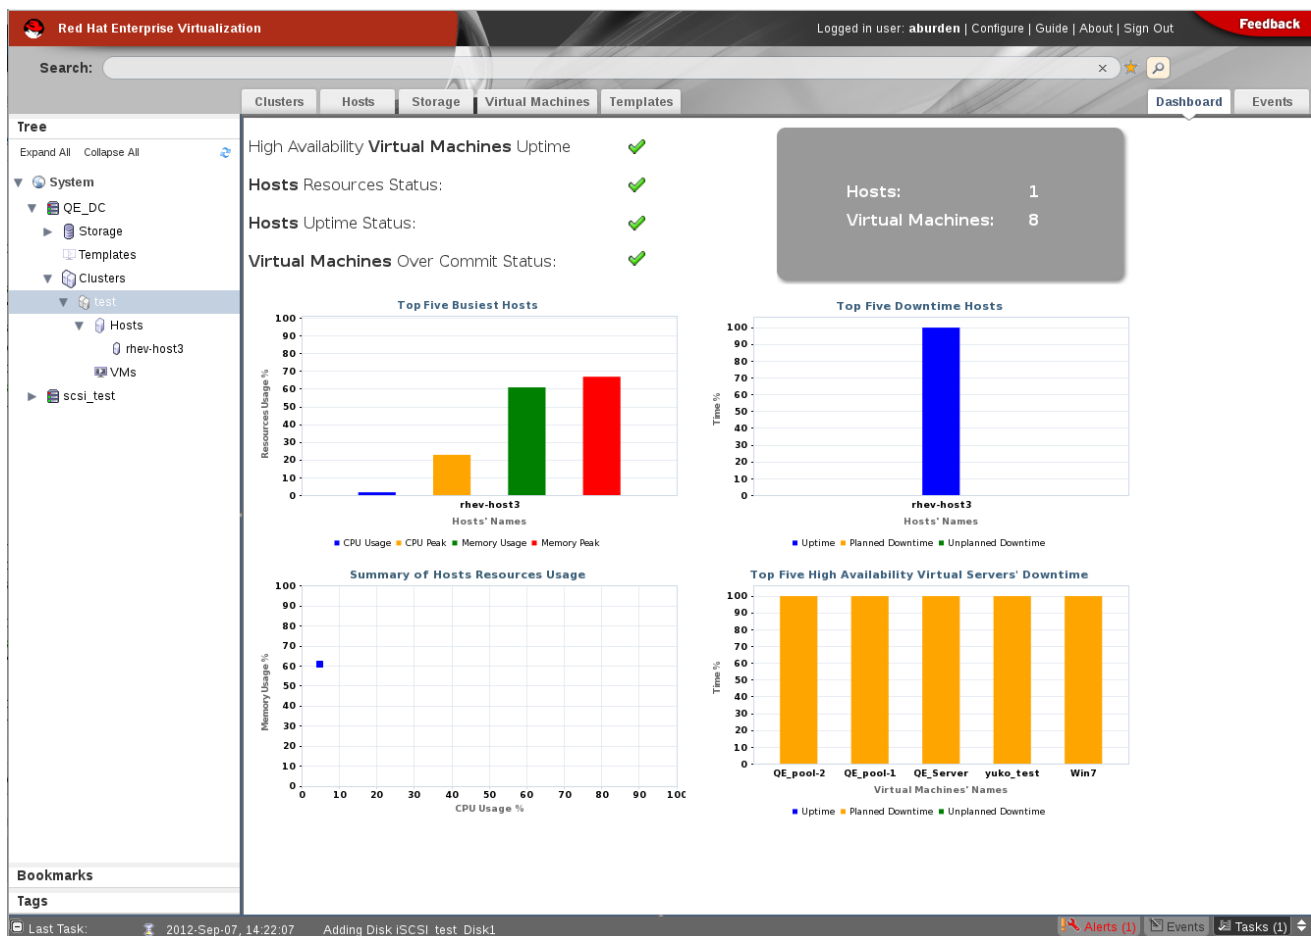 Red Hat Enterprise Virtualization
Logged in user: aburden | Configure | Guide | About | Sign Out
Feedback
Search:
Clusters Hosts Storage Virtual Machines Templates Dashboard Events
Tree
Expand All Collapse All
System
QE_DC
Storage
Templates
Clusters
test
Hosts
rhev-host3
VMs
scsi_test
Bookmarks
Tags
High Availability Virtual Machines Uptime
Hosts Resources Status:
Hosts Uptime Status:
Virtual Machines Over Commit Status:
Hosts: 1
Virtual Machines: 8
Top Five Busiest Hosts
100
90
80
70
60
50
40
30
20
10
0
Resources Usage %
rhev-host3
Hosts' Names
CPU Usage CPU Peak Memory Usage Memory Peak
Top Five Downtime Hosts
100
90
80
70
60
50
40
30
20
10
0
Time %
rhev-host3
Hosts' Names
Uptime Planned Downtime Unplanned Downtime
Summary of Hosts Resources Usage
100
90
80
70
60
50
40
30
20
10
0
Memory Usage %
0 10 20 30 40 50 60 70 80 90 100
CPU Usage %
Top Five High Availability Virtual Servers' Downtime
100
90
80
70
60
50
40
30
20
10
0
Time %
QE_pool-2 QE_pool-1 QE_Server yuko_test Win7
Virtual Machines' Names
Uptime Planned Downtime Unplanned Downtime
Last Task: 2012-Sep-07, 14:22:07 Adding Disk iSCSI_test_Disk1
Alerts (1) Events Tasks (1)